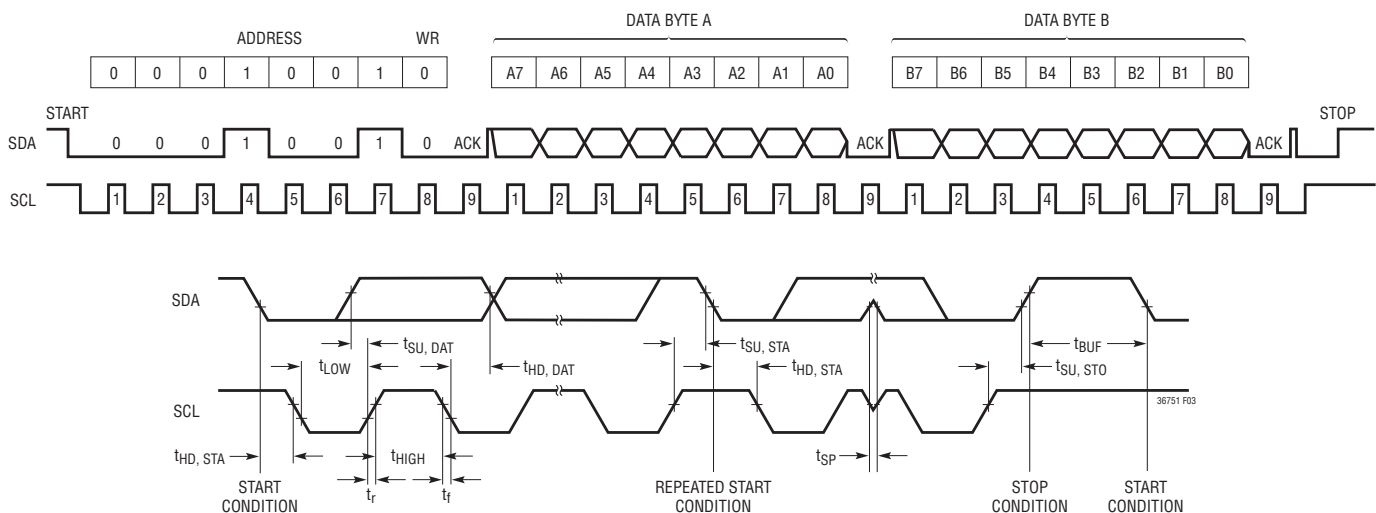 DATA BYTE A DATA BYTE B
ADDRESS WR
0 0 0 1 0 0 1 0 A7 A6 A5 A4 A3 A2 A1 A0 B7 B6 B5 B4 B3 B2 B1 B0
START STOP
SDA 0 0 0 1 0 0 1 0 ACK ACK ACK
SCL 1 2 3 4 5 6 7 8 9 1 2 3 4 5 6 7 8 9 1 2 3 4 5 6 7 8 9
SDA
tSU, DAT tSU, STA tBUF
tLOW tHD, DAT tHD, STA tSU, STO
SCL 36751 F03
tHD, STA tHIGH tSP
tr tf
START CONDITION REPEATED START CONDITION STOP CONDITION START CONDITION